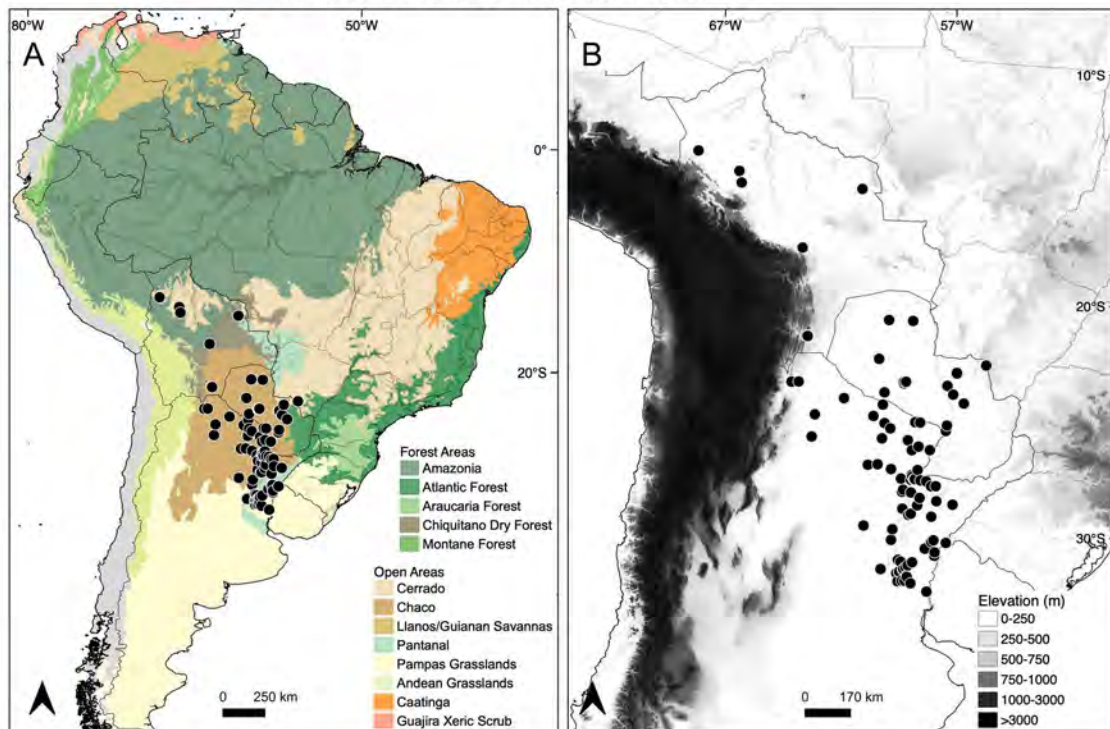 80°W
50°W
A
0°
20°S
Forest Areas
Amazonia
Atlantic Forest
Araucaria Forest
Chiquitano Dry Forest
Montane Forest
Open Areas
Cerrado
Chaco
Llanos/Guianan Savannas
Pantanal
Pampas Grasslands
Andean Grasslands
Caatinga
Guajira Xeric Scrub
0 250 km
67°W
57°W
B
10°S
20°S
30°S
Elevation (m)
0-250
250-500
500-750
750-1000
1000-3000
>3000
0 170 km